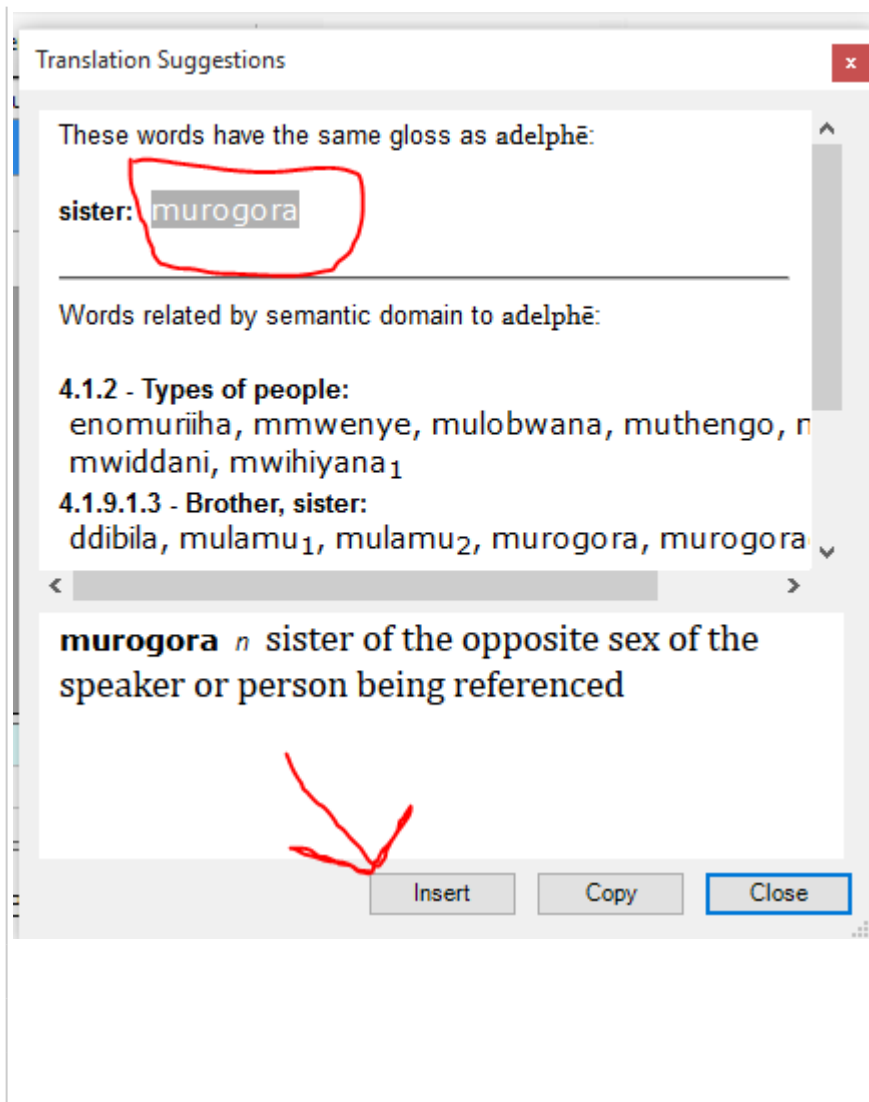 Translation Suggestions
x
These words have the same gloss as adelphē:
sister: murogora
Words related by semantic domain to adelphē:
4.1.2 - Types of people:
enomuriiha, mmwenye, mulobwana, muthengo,
mwiddani, mwihiyana₁
4.1.9.1.3 - Brother, sister:
ddibila, mulamu₁, mulamu₂, murogora, murogora
murogora n sister of the opposite sex of the
speaker or person being referenced
Insert Copy Close